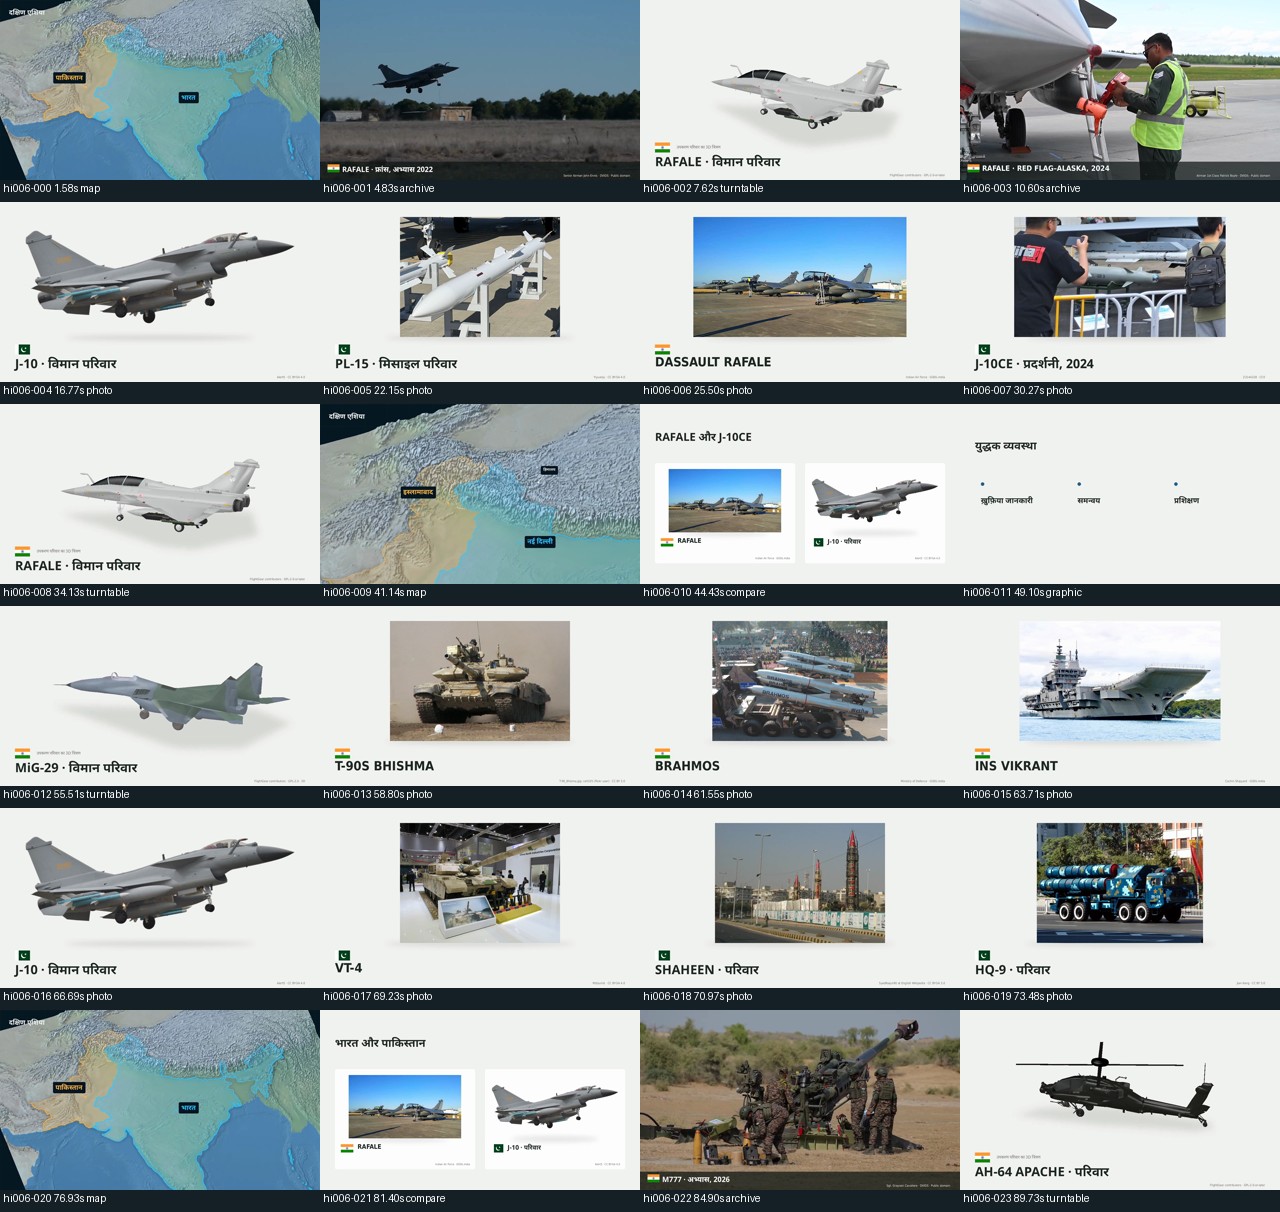 दक्षिण एशिया
पाकिस्तान
भारत
hi006-000 1.58s map
RAFALE · फ्रांस, अभ्यास 2022
hi006-001 4.83s archive
RAFALE · विमान परिवार
hi006-002 7.62s turntable
RAFALE · RED FLAG-ALASKA, 2024
hi006-003 10.60s archive
J-10 · विमान परिवार
hi006-004 16.77s photo
PL-15 · मिसाइल परिवार
hi006-005 22.15s photo
DASSAULT RAFALE
hi006-006 25.50s photo
J-10CE · प्रदर्शनी, 2024
hi006-007 30.27s photo
RAFALE · विमान परिवार
hi006-008 34.13s turntable
दक्षिण एशिया
हिमालय
इस्लामाबाद
नई दिल्ली
hi006-009 41.14s map
RAFALE और J-10CE
RAFALE
J-10 · परिवार
hi006-010 44.43s compare
युद्धक व्यवस्था
ख़ुफ़िया जानकारी
समन्वय
प्रशिक्षण
hi006-011 49.10s graphic
MiG-29 · विमान परिवार
hi006-012 55.51s turntable
T-90S BHISHMA
hi006-013 58.80s photo
BRAHMOS
hi006-014 61.55s photo
INS VIKRANT
hi006-015 63.71s photo
J-10 · विमान परिवार
hi006-016 66.69s photo
VT-4
hi006-017 69.23s photo
SHAHEEN · परिवार
hi006-018 70.97s photo
HQ-9 · परिवार
hi006-019 73.48s photo
दक्षिण एशिया
पाकिस्तान
भारत
hi006-020 76.93s map
भारत और पाकिस्तान
RAFALE
J-10 · परिवार
hi006-021 81.40s compare
M777 · अभ्यास, 2026
hi006-022 84.90s archive
AH-64 APACHE · परिवार
hi006-023 89.73s turntable